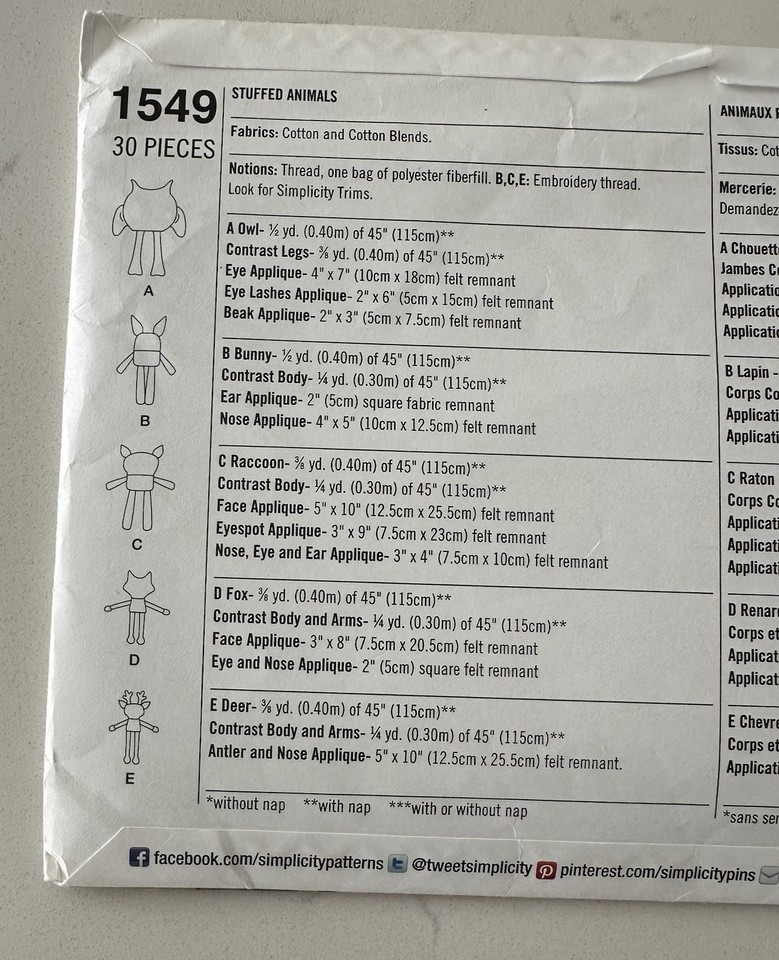 1549
30 PIECES
STUFFED ANIMALS
Fabrics: Cotton and Cotton Blends.
Notions: Thread, one bag of polyester fiberfill. B,C,E: Embroidery thread.
Look for Simplicity Trims.
A Owl- ½ yd. (0.40m) of 45" (115cm)**
Contrast Legs- ⅜ yd. (0.40m) of 45" (115cm)**
Eye Applique- 4" x 7" (10cm x 18cm) felt remnant
Eye Lashes Applique- 2" x 6" (5cm x 15cm) felt remnant
Beak Applique- 2" x 3" (5cm x 7.5cm) felt remnant
B Bunny- ½ yd. (0.40m) of 45" (115cm)**
Contrast Body- ¼ yd. (0.30m) of 45" (115cm)**
Ear Applique- 2" (5cm) square fabric remnant
Nose Applique- 4" x 5" (10cm x 12.5cm) felt remnant
C Raccoon- ⅜ yd. (0.40m) of 45" (115cm)**
Contrast Body- ¼ yd. (0.30m) of 45" (115cm)**
Face Applique- 5" x 10" (12.5cm x 25.5cm) felt remnant
Eyespot Applique- 3" x 9" (7.5cm x 23cm) felt remnant
Nose, Eye and Ear Applique- 3" x 4" (7.5cm x 10cm) felt remnant
D Fox- ⅜ yd. (0.40m) of 45" (115cm)**
Contrast Body and Arms- ¼ yd. (0.30m) of 45" (115cm)**
Face Applique- 3" x 8" (7.5cm x 20.5cm) felt remnant
Eye and Nose Applique- 2" (5cm) square felt remnant
E Deer- ⅜ yd. (0.40m) of 45" (115cm)**
Contrast Body and Arms- ¼ yd. (0.30m) of 45" (115cm)**
Antler and Nose Applique- 5" x 10" (12.5cm x 25.5cm) felt remnant.
*without nap **with nap ***with or without nap
A
B
C
D
E
ANIMAUX
Tissus:
Mercerie:
Demandez
A Chouette
Jambes
B Lapin -
Corps
C Raton
Corps
D Renard
Corps et
E Chevre
Corps et
*sans
facebook.com/simplicitypatterns @tweetsimplicity pinterest.com/simplicitypins